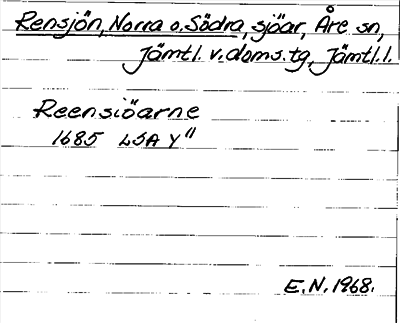 Rensjön, Norra o. Södra, sjöar, Åre sn,
Jämtl. v. doms. tg, Jämtl. l.
Reensiöarne
1685 LSA Y"
E.N. 1968.